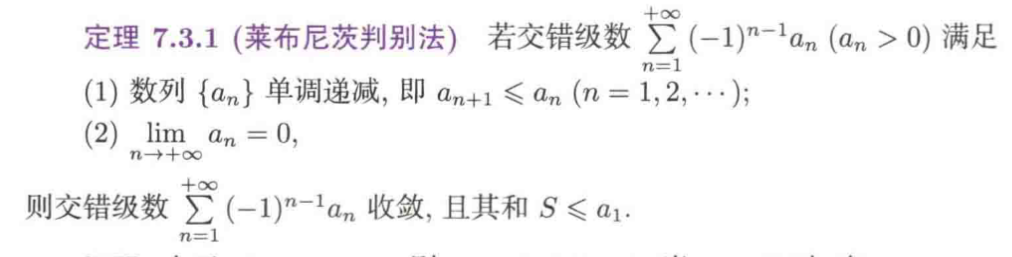 定理 7.3.1 (莱布尼茨判别法) 若交错级数 $\sum_{n=1}^{+\infty} (-1)^{n-1} a_n$ $(a_n > 0)$ 满足
(1) 数列 $\{a_n\}$ 单调递减, 即 $a_{n+1} \leqslant a_n$ $(n = 1, 2, \cdots)$;
(2) $\lim_{n \to +\infty} a_n = 0$,
则交错级数 $\sum_{n=1}^{+\infty} (-1)^{n-1} a_n$ 收敛, 且其和 $S \leqslant a_1$.